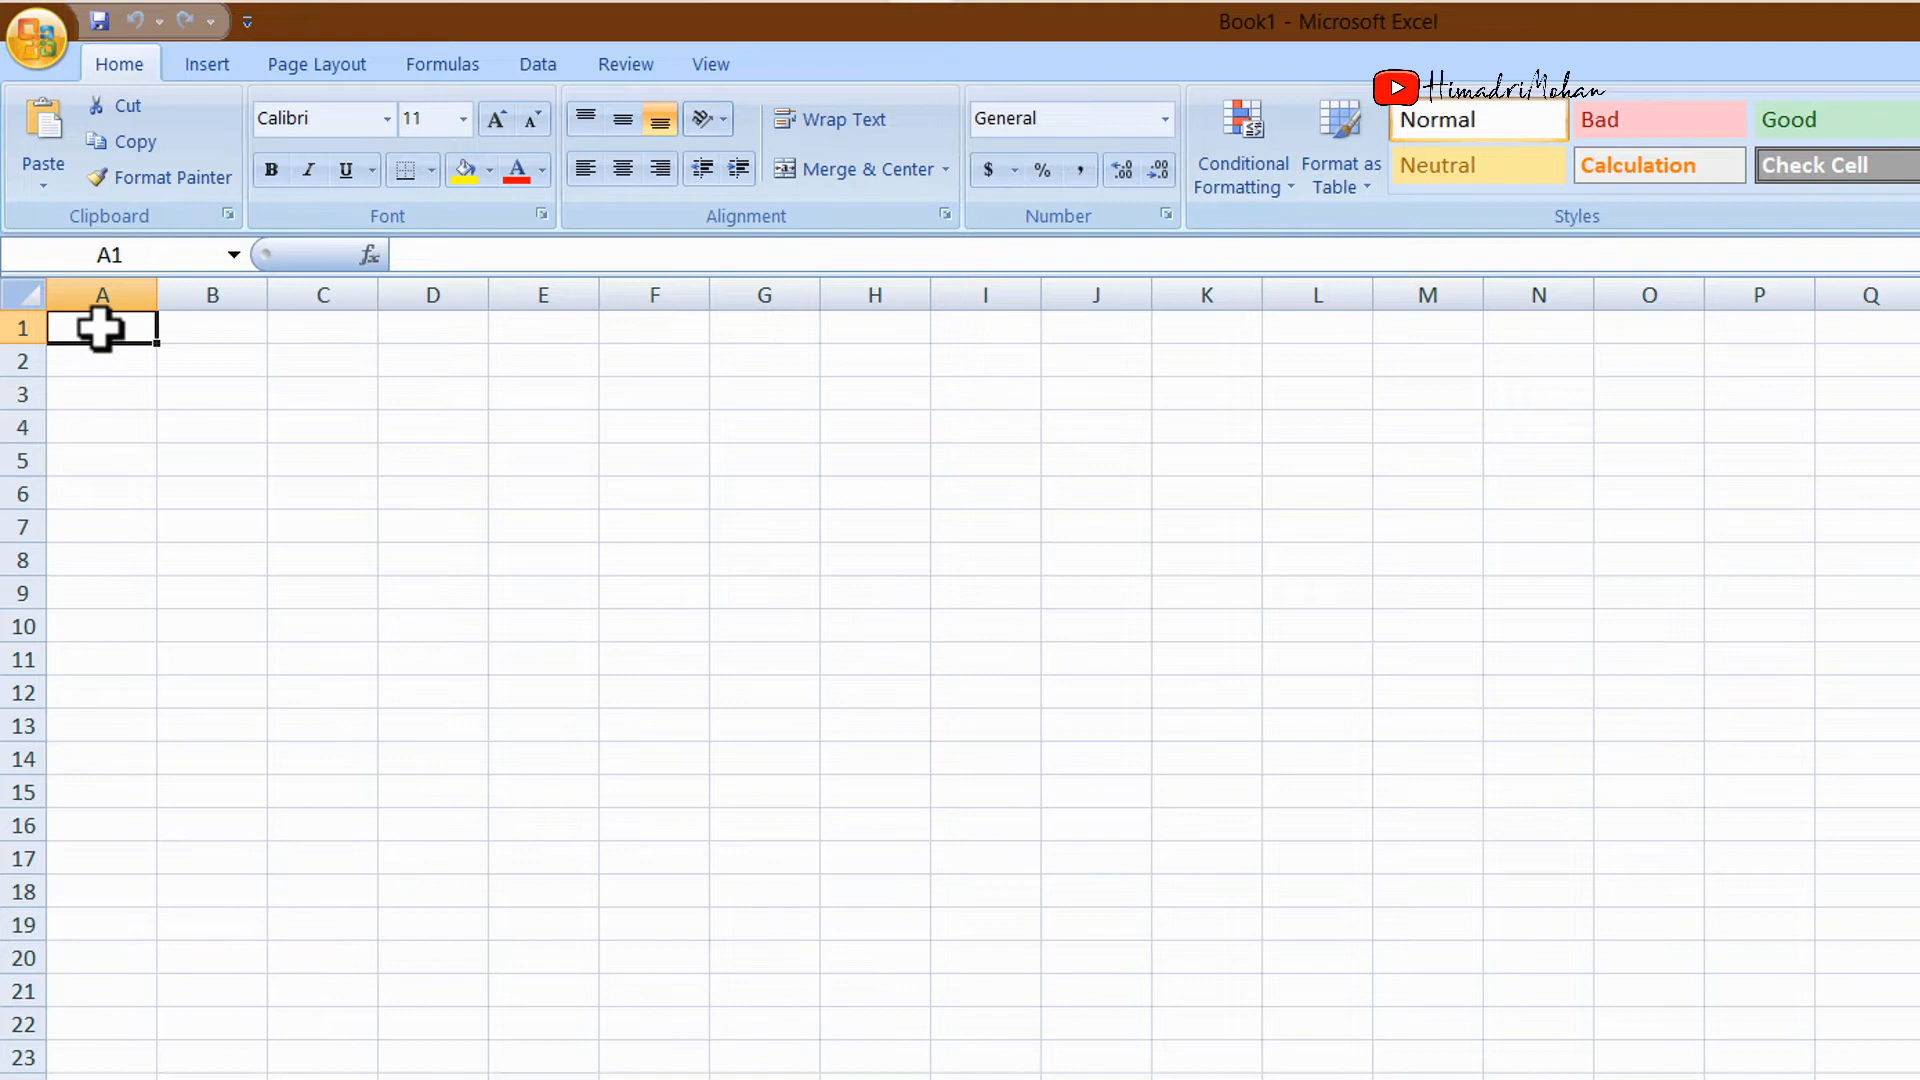 Book1 - Microsoft Excel
Home Insert Page Layout Formulas Data Review View
HimadriMohan
Paste
Cut
Copy
Format Painter
Clipboard
Calibri 11
B I U A
Font
Wrap Text
Merge & Center
Alignment
General
$ % ,
Number
Conditional Formatting
Format as Table
Normal Bad Good
Neutral Calculation Check Cell
Styles
A1 fx
A B C D E F G H I J K L M N O P Q
1
2
3
4
5
6
7
8
9
10
11
12
13
14
15
16
17
18
19
20
21
22
23